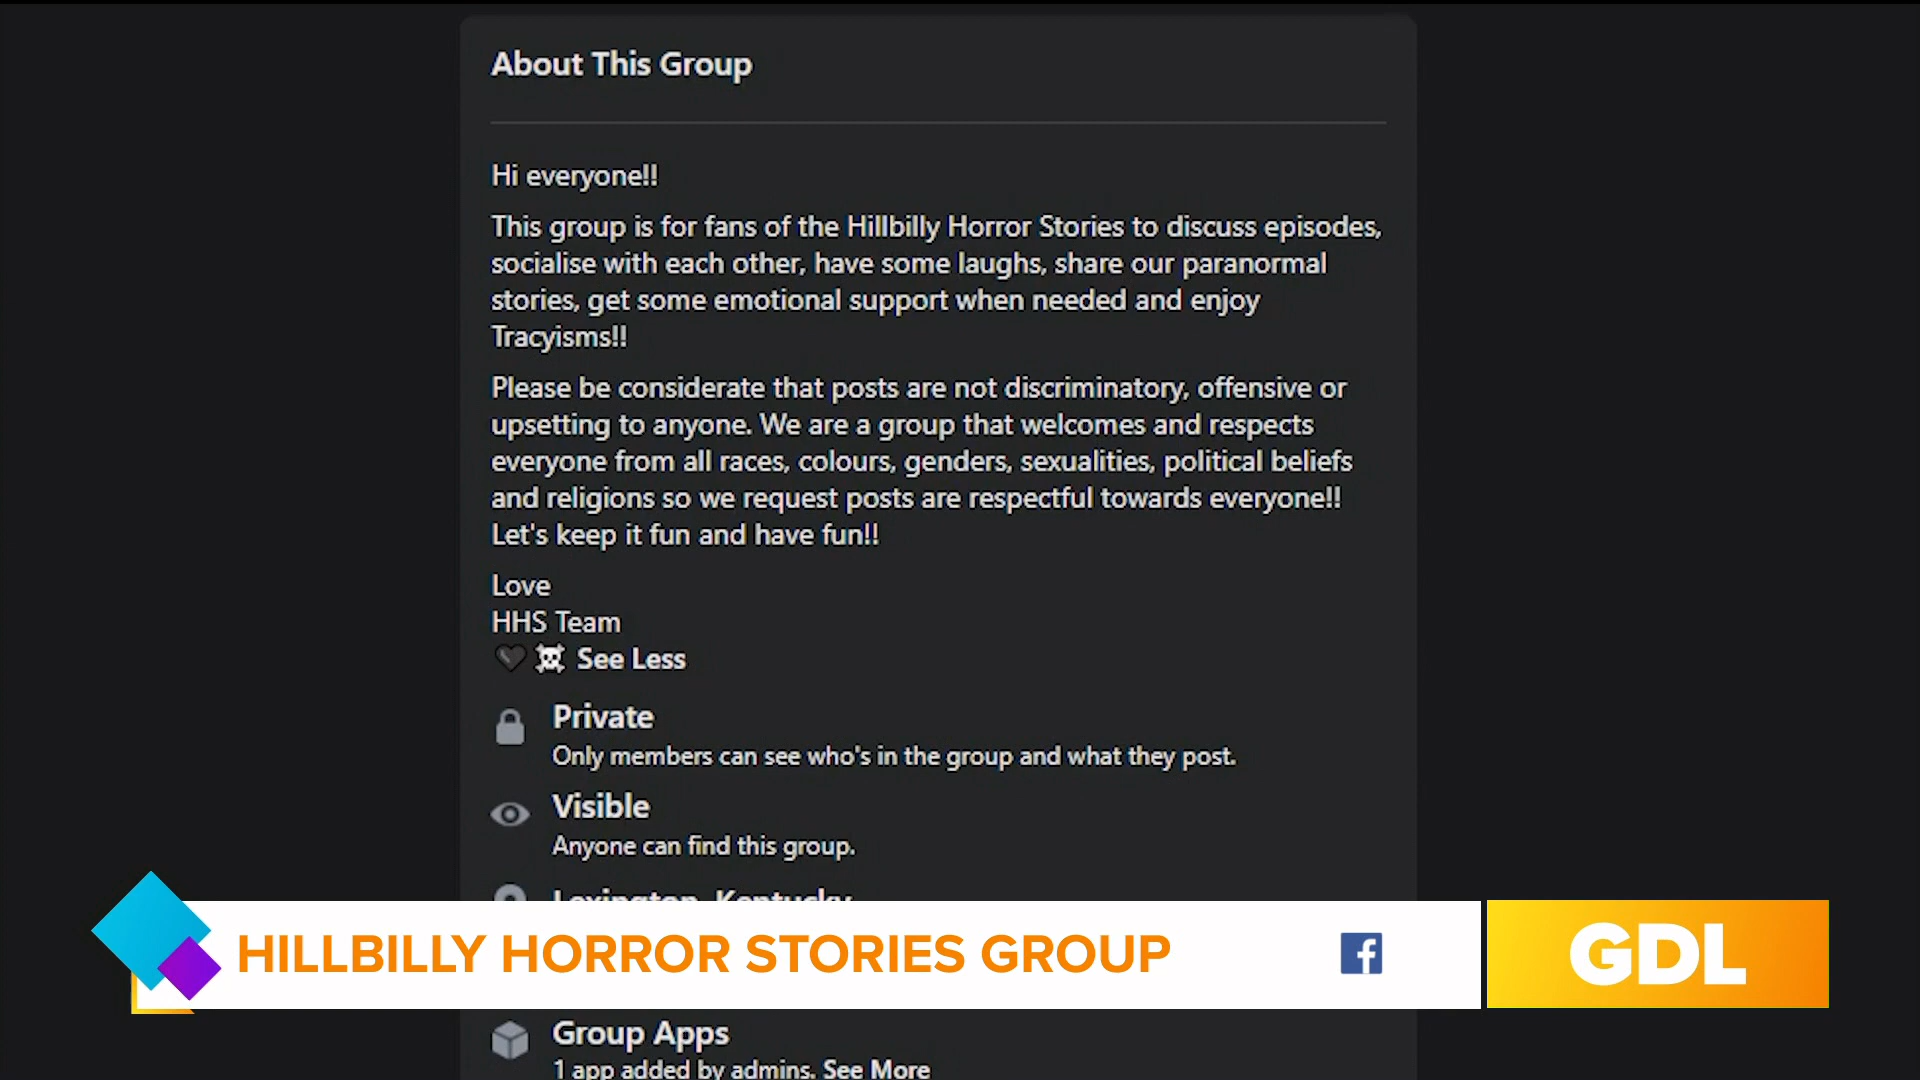 About This Group
Hi everyone!!
This group is for fans of the Hillbilly Horror Stories to discuss episodes,
socialise with each other, have some laughs, share our paranormal
stories, get some emotional support when needed and enjoy
Tracyisms!!
Please be considerate that posts are not discriminatory, offensive or
upsetting to anyone. We are a group that welcomes and respects
everyone from all races, colours, genders, sexualities, political beliefs
and religions so we request posts are respectful towards everyone!!
Let's keep it fun and have fun!!
Love
HHS Team
🖤☠️ See Less
Private
Only members can see who's in the group and what they post.
Visible
Anyone can find this group.
Lexington, Kentucky
HILLBILLY HORROR STORIES GROUP
GDL
Group Apps
1 app added by admins. See More